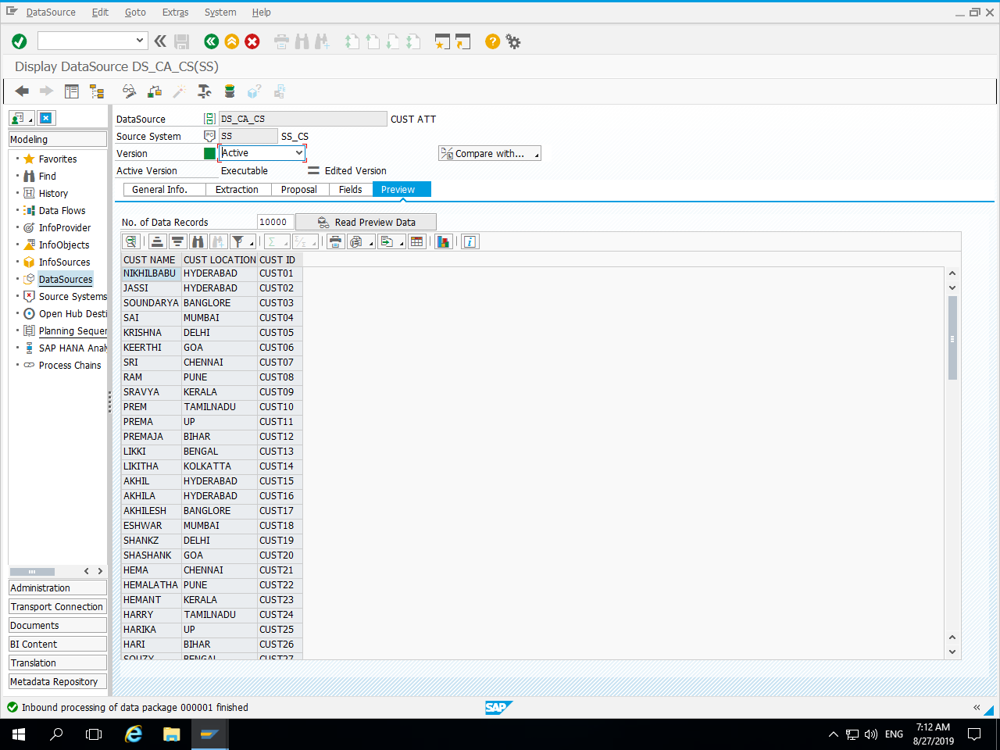 DataSource Edit Goto Extras System Help
Display DataSource DS_CA_CS(SS)
Modeling
Favorites
Find
History
Data Flows
InfoProvider
InfoObjects
InfoSources
DataSources
Source Systems
Open Hub Desti
Planning Sequer
SAP HANA Analy
Process Chains
Administration
Transport Connection
Documents
BI Content
Translation
Metadata Repository
DataSource DS_CA_CS CUST ATT
Source System SS SS_CS
Version Active Compare with...
Active Version Executable Edited Version
General Info. Extraction Proposal Fields Preview
No. of Data Records 10000 Read Preview Data
CUST NAME CUST LOCATION CUST ID
NIKHILBABU HYDERABAD CUST01
JASSI HYDERABAD CUST02
SOUNDARYA BANGLORE CUST03
SAI MUMBAI CUST04
KRISHNA DELHI CUST05
KEERTHI GOA CUST06
SRI CHENNAI CUST07
RAM PUNE CUST08
SRAVYA KERALA CUST09
PREM TAMILNADU CUST10
PREMA UP CUST11
PREMAJA BIHAR CUST12
LIKKI BENGAL CUST13
LIKITHA KOLKATTA CUST14
AKHIL HYDERABAD CUST15
AKHILA HYDERABAD CUST16
AKHILESH BANGLORE CUST17
ESHWAR MUMBAI CUST18
SHANKZ DELHI CUST19
SHASHANK GOA CUST20
HEMA CHENNAI CUST21
HEMALATHA PUNE CUST22
HEMANT KERALA CUST23
HARRY TAMILNADU CUST24
HARIKA UP CUST25
HARI BIHAR CUST26
SOUZY BENGAL CUST27
Inbound processing of data package 000001 finished
SAP
ENG
7:12 AM
8/27/2019